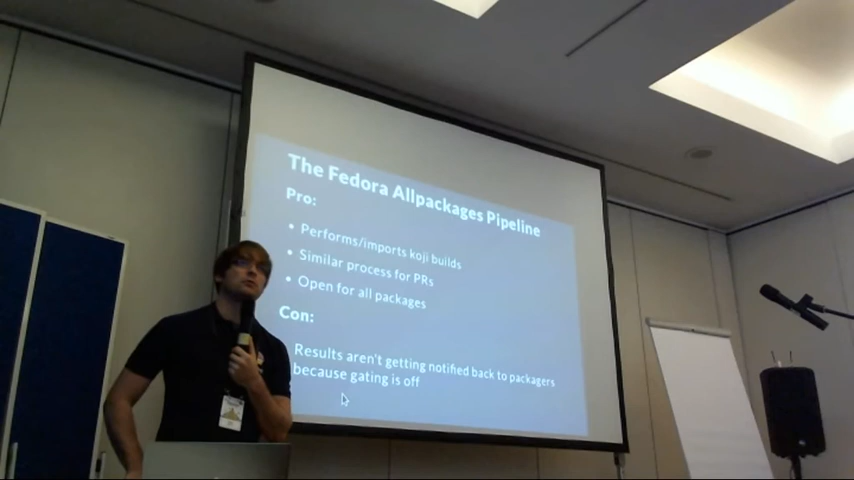 The Fedora Allpackages Pipeline
Pro:
• Performs/imports koji builds
• Similar process for PRs
• Open for all packages
Con:
Results aren't getting notified back to packagers
because gating is off